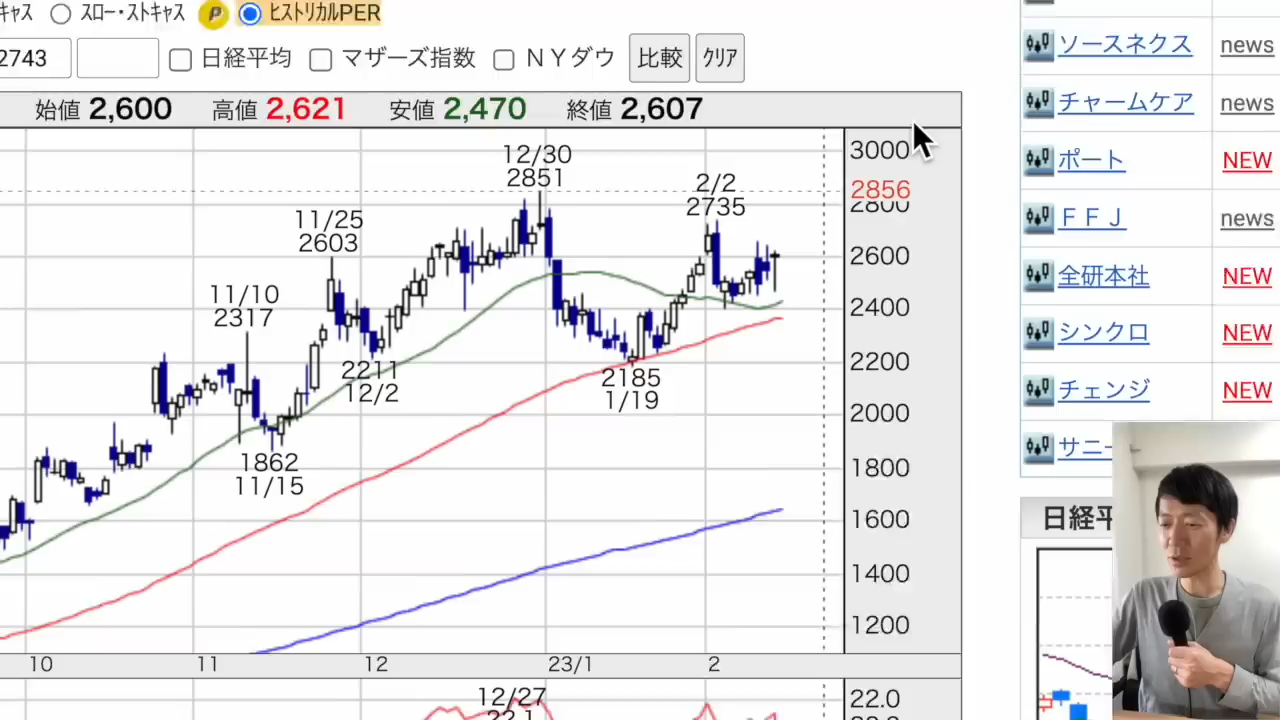 キャス スロー・ストキャス P ヒストリカルPER
2743 日経平均 マザーズ指数 ＮＹダウ 比較 クリア
始値 2,600 高値 2,621 安値 2,470 終値 2,607
3000
2856
2800
2600
2400
2200
2000
1800
1600
1400
1200
12/30
2851
2/2
2735
11/25
2603
11/10
2317
2211
12/2
2185
1/19
1862
11/15
10 11 12 23/1 2
12/27
22.1
22.0
ソースネクス news
チャームケア news
ポート NEW
ＦＦＪ news
全研本社 NEW
シンクロ NEW
チェンジ NEW
サニー
日経平